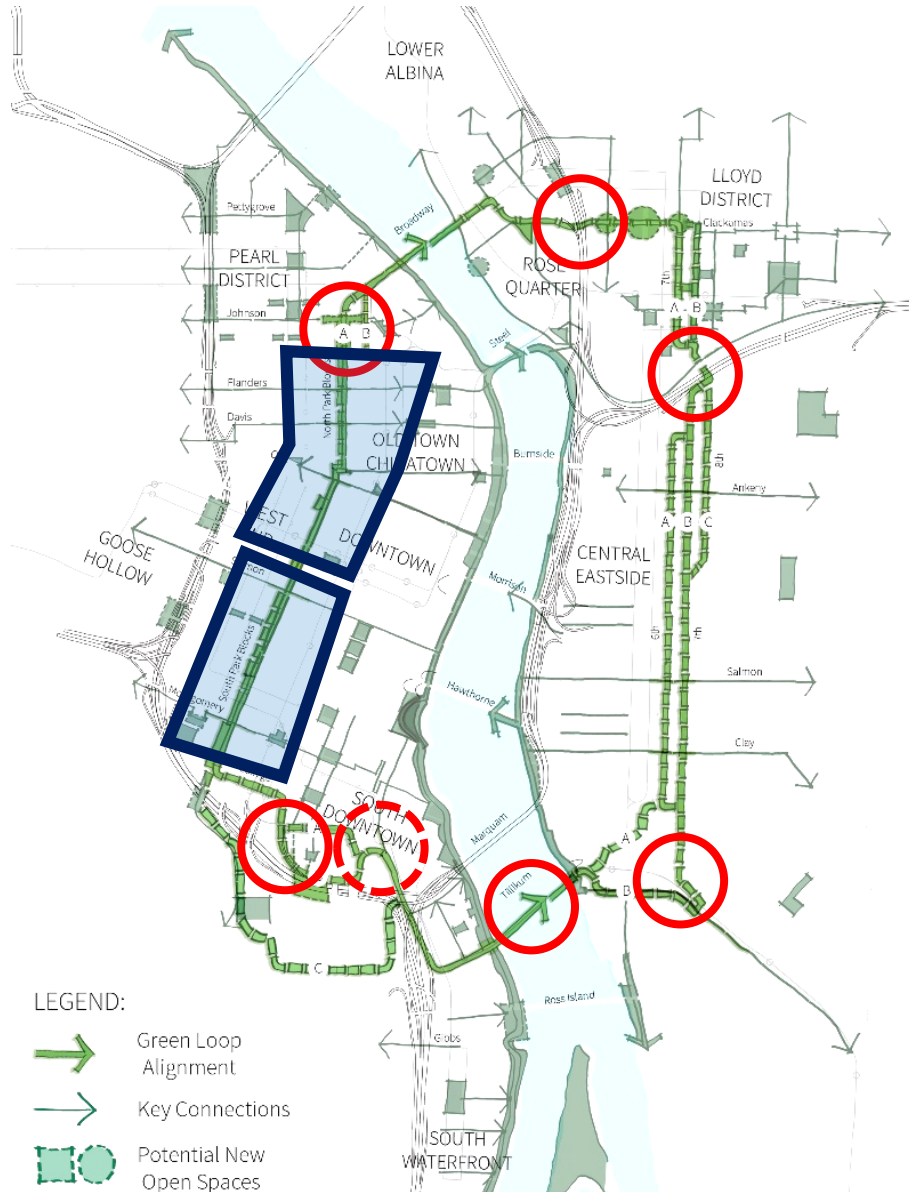 LOWER
ALBINA
LLOYD
DISTRICT
Clackamas
Pettygrove
Broadway
PEARL
DISTRICT
ROSE
QUARTER
7th
Johnson
A B
A - B
Steel
Flanders
North Park Blocks
Davis
OLD TOWN
CHINATOWN
Burnside
8th
Ankeny
A B C
WEST
DOWNTOWN
GOOSE
HOLLOW
CENTRAL
EASTSIDE
Morrison
6th
7th
South Park Blocks
Salmon
Hawthorne
Clay
SOUTH
DOWNTOWN
Marquam
A
A
Tilikum
B
C
Ross Island
LEGEND:
Green Loop
Alignment
Gibbs
Key Connections
Potential New
Open Spaces
SOUTH
WATERFRONT